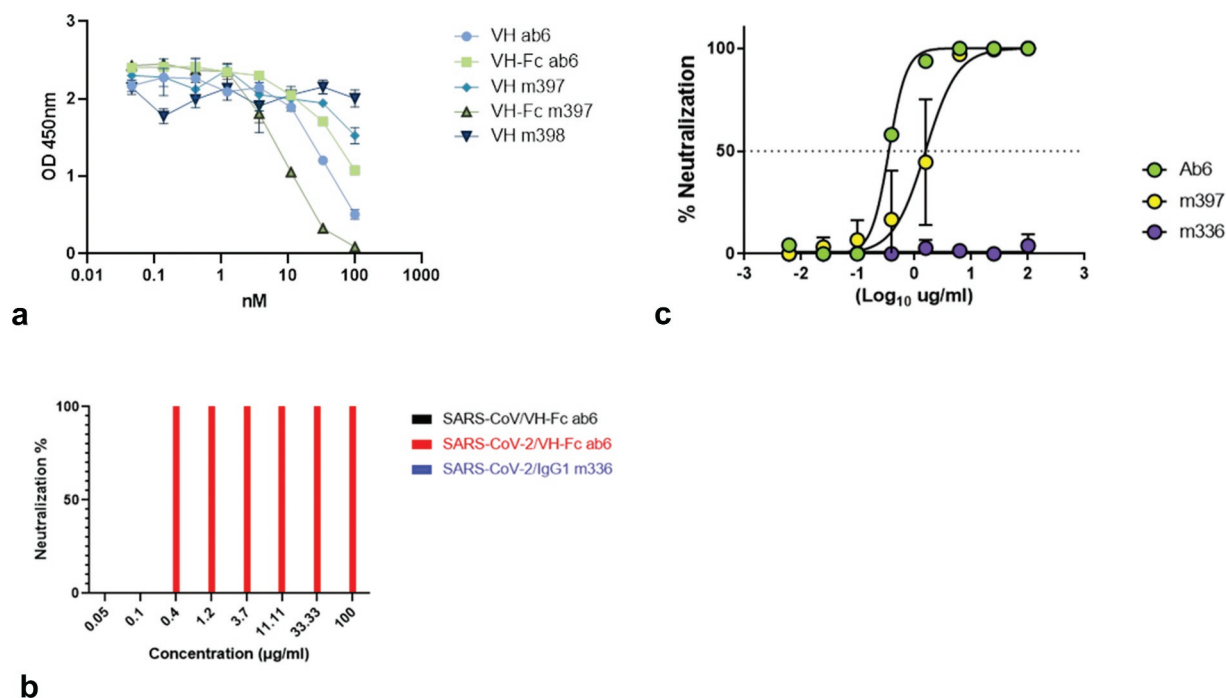 3
2
1
0
OD 450nm
0.01
0.1
1
10
100
1000
nM
VH ab6
VH-Fc ab6
VH m397
VH-Fc m397
VH m398
a
100
50
0
% Neutralization
-3
-2
-1
0
1
2
3
(Log10 ug/ml)
Ab6
m397
m336
c
100
50
0
Neutralization %
0.05
0.1
0.4
1.2
3.7
11.11
33.33
100
Concentration (µg/ml)
SARS-CoV/VH-Fc ab6
SARS-CoV-2/VH-Fc ab6
SARS-CoV-2/IgG1 m336
b